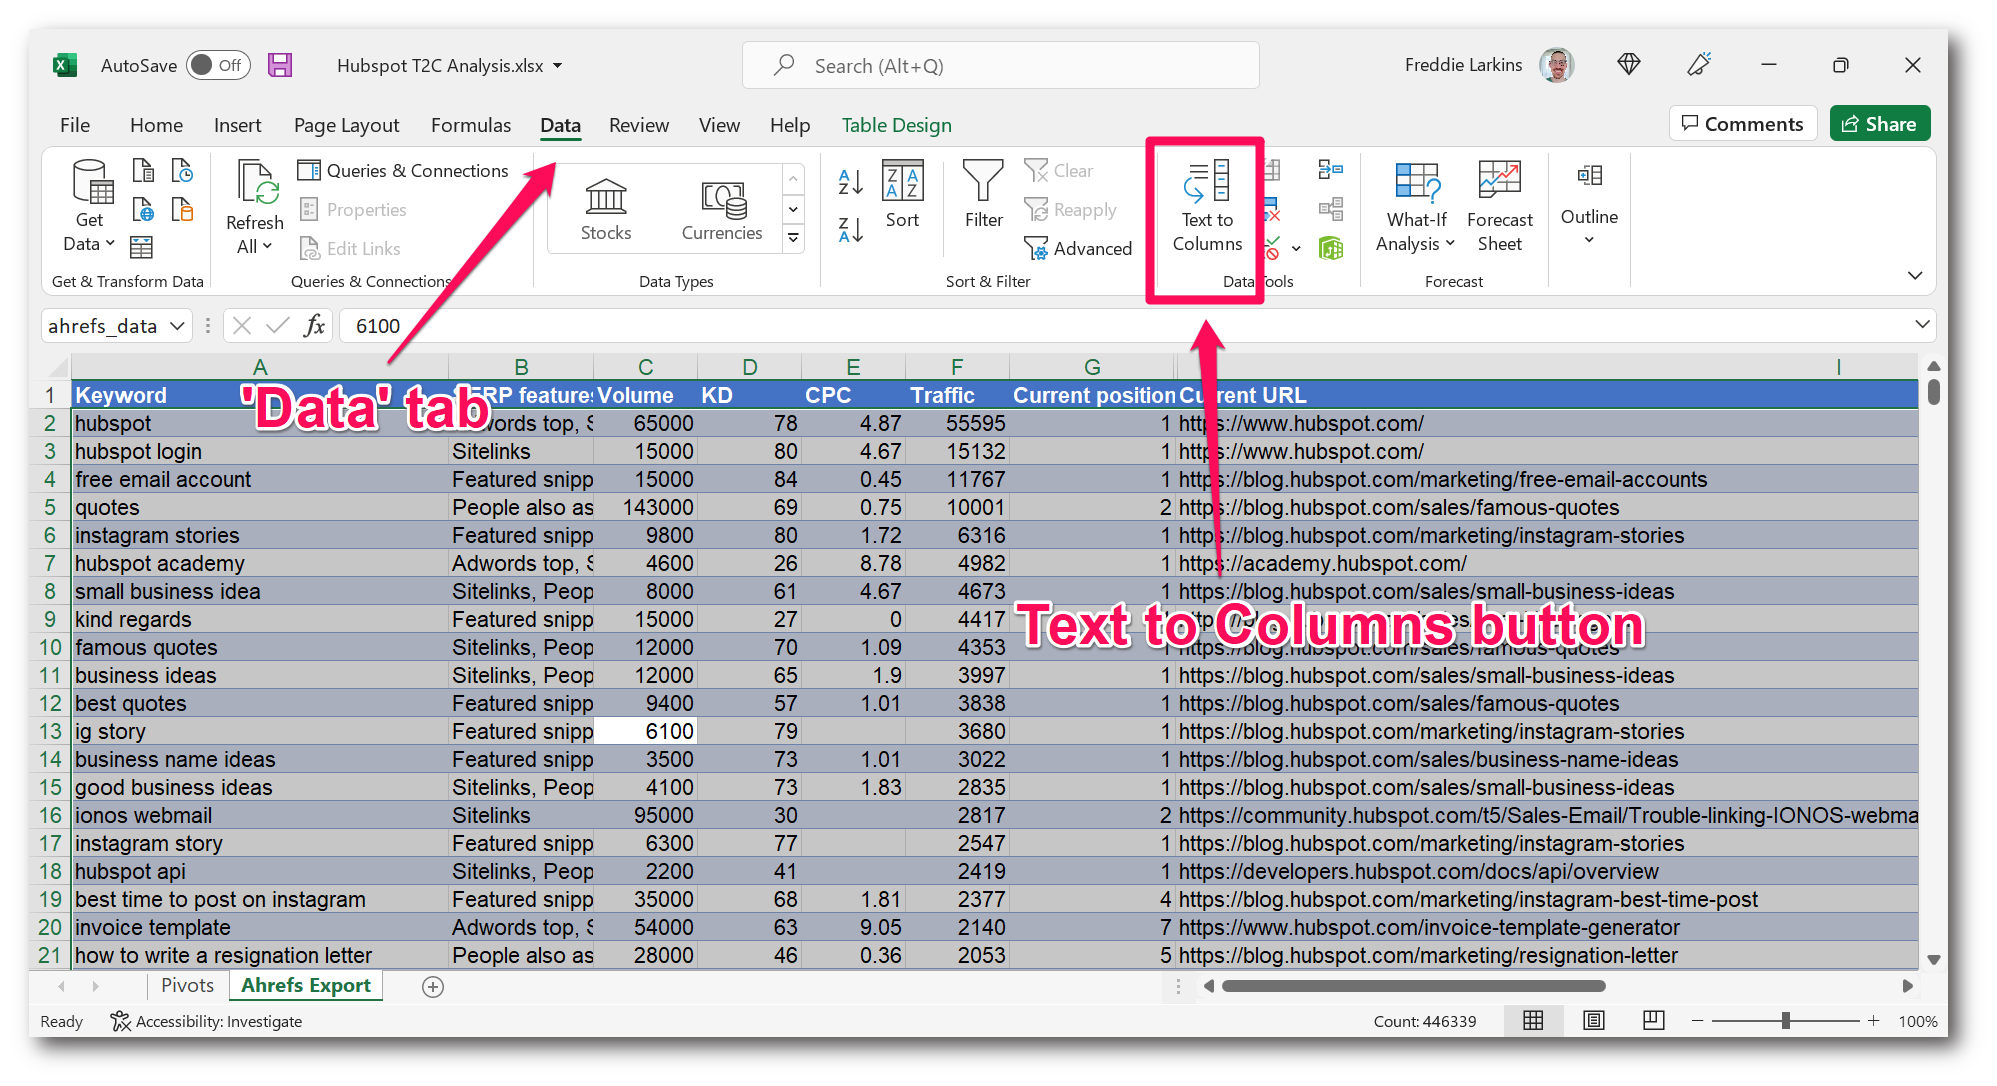 AutoSave Off Hubspot T2C Analysis.xlsx Search (Alt+Q) Freddie Larkins
File Home Insert Page Layout Formulas Data Review View Help Table Design Comments Share
Get Data Refresh All Queries & Connections Properties Edit Links Stocks Currencies Sort Filter Clear Reapply Advanced Text to Columns What-If Analysis Forecast Sheet Outline
Get & Transform Data Queries & Connections Data Types Sort & Filter Data Tools Forecast
ahrefs_data fx 6100
A B C D E F G I
'Data' tab
1 Keyword SERP features Volume KD CPC Traffic Current position Current URL
2 hubspot Adwords top, S 65000 78 4.87 55595 1 https://www.hubspot.com/
3 hubspot login Sitelinks 15000 80 4.67 15132 1 https://www.hubspot.com/
4 free email account Featured snipp 15000 84 0.45 11767 1 https://blog.hubspot.com/marketing/free-email-accounts
5 quotes People also as 143000 69 0.75 10001 2 https://blog.hubspot.com/sales/famous-quotes
6 instagram stories Featured snipp 9800 80 1.72 6316 1 https://blog.hubspot.com/marketing/instagram-stories
7 hubspot academy Adwords top, S 4600 26 8.78 4982 1 https://academy.hubspot.com/
8 small business idea Sitelinks, Peop 8000 61 4.67 4673 1 https://blog.hubspot.com/sales/small-business-ideas
9 kind regards Featured snipp 15000 27 0 4417
Text to Columns button
10 famous quotes Sitelinks, Peop 12000 70 1.09 4353 1 https://blog.hubspot.com/sales/famous-quotes
11 business ideas Sitelinks, Peop 12000 65 1.9 3997 1 https://blog.hubspot.com/sales/small-business-ideas
12 best quotes Featured snipp 9400 57 1.01 3838 1 https://blog.hubspot.com/sales/famous-quotes
13 ig story Featured snipp 6100 79 3680 1 https://blog.hubspot.com/marketing/instagram-stories
14 business name ideas Featured snipp 3500 73 1.01 3022 1 https://blog.hubspot.com/sales/business-name-ideas
15 good business ideas Sitelinks, Peop 4100 73 1.83 2835 1 https://blog.hubspot.com/sales/small-business-ideas
16 ionos webmail Sitelinks 95000 30 2817 2 https://community.hubspot.com/t5/Sales-Email/Trouble-linking-IONOS-webma
17 instagram story Featured snipp 6300 77 2547 1 https://blog.hubspot.com/marketing/instagram-stories
18 hubspot api Sitelinks, Peop 2200 41 2419 1 https://developers.hubspot.com/docs/api/overview
19 best time to post on instagram Featured snipp 35000 68 1.81 2377 4 https://blog.hubspot.com/marketing/instagram-best-time-post
20 invoice template Adwords top, S 54000 63 9.05 2140 7 https://www.hubspot.com/invoice-template-generator
21 how to write a resignation letter People also as 28000 46 0.36 2053 5 https://blog.hubspot.com/marketing/resignation-letter
Pivots Ahrefs Export
Ready Accessibility: Investigate Count: 446339 100%